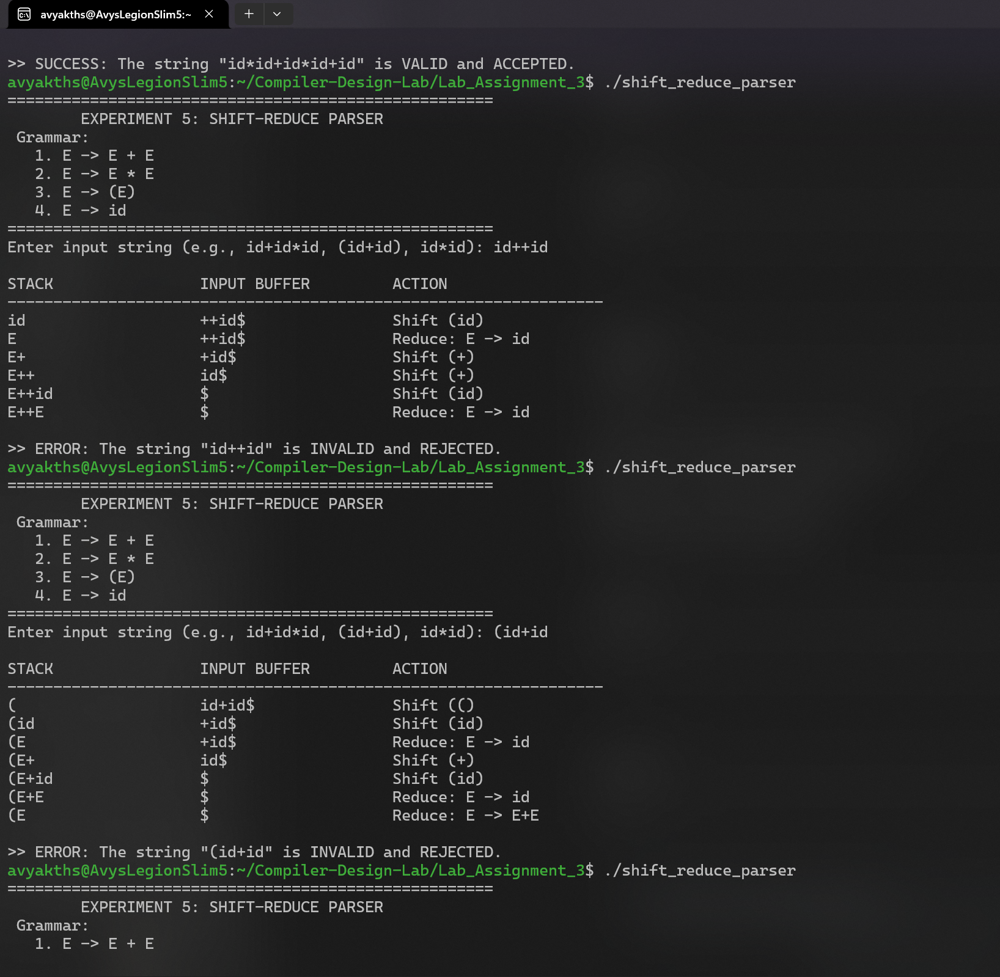 avyakths@AvysLegionSlim5:~
>> SUCCESS: The string "id*id+id*id+id" is VALID and ACCEPTED.
avyakths@AvysLegionSlim5:~/Compiler-Design-Lab/Lab_Assignment_3$ ./shift_reduce_parser
=====================================================
        EXPERIMENT 5: SHIFT-REDUCE PARSER
 Grammar:
   1. E -> E + E
   2. E -> E * E
   3. E -> (E)
   4. E -> id
=====================================================
Enter input string (e.g., id+id*id, (id+id), id*id): id++id
STACK                INPUT BUFFER         ACTION
-----------------------------------------------------------------
id                   ++id$                Shift (id)
E                    ++id$                Reduce: E -> id
E+                   +id$                 Shift (+)
E++                  id$                  Shift (+)
E++id                $                    Shift (id)
E++E                 $                    Reduce: E -> id
>> ERROR: The string "id++id" is INVALID and REJECTED.
avyakths@AvysLegionSlim5:~/Compiler-Design-Lab/Lab_Assignment_3$ ./shift_reduce_parser
=====================================================
        EXPERIMENT 5: SHIFT-REDUCE PARSER
 Grammar:
   1. E -> E + E
   2. E -> E * E
   3. E -> (E)
   4. E -> id
=====================================================
Enter input string (e.g., id+id*id, (id+id), id*id): (id+id
STACK                INPUT BUFFER         ACTION
-----------------------------------------------------------------
(                    id+id$               Shift (()
(id                  +id$                 Shift (id)
(E                   +id$                 Reduce: E -> id
(E+                  id$                  Shift (+)
(E+id                $                    Shift (id)
(E+E                 $                    Reduce: E -> id
(E                   $                    Reduce: E -> E+E
>> ERROR: The string "(id+id" is INVALID and REJECTED.
avyakths@AvysLegionSlim5:~/Compiler-Design-Lab/Lab_Assignment_3$ ./shift_reduce_parser
=====================================================
        EXPERIMENT 5: SHIFT-REDUCE PARSER
 Grammar:
   1. E -> E + E